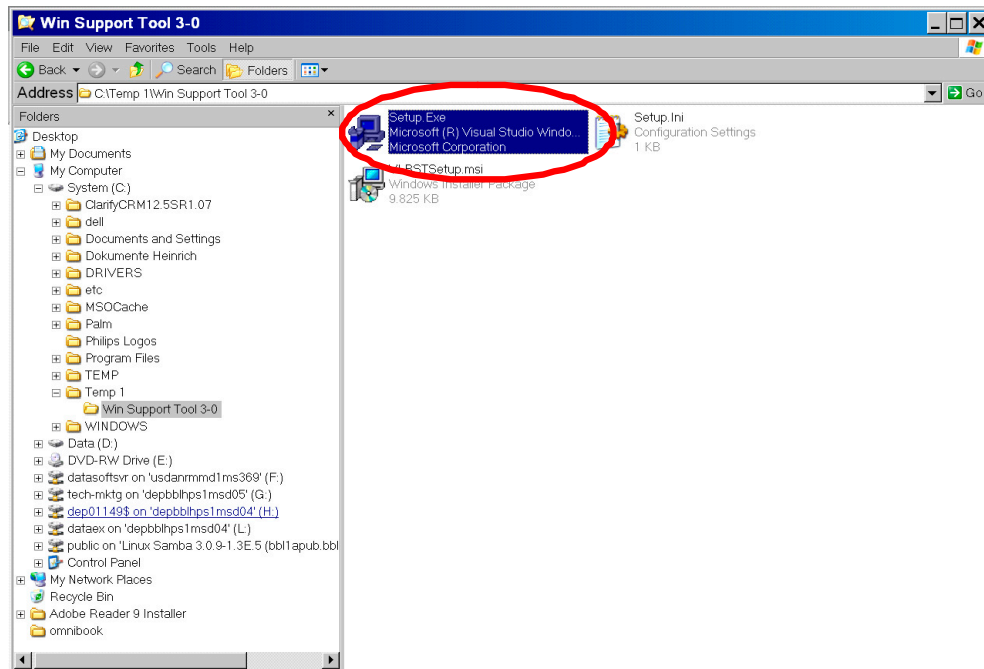 Win Support Tool 3-0
File Edit View Favorites Tools Help
Back Search Folders
Address C:\Temp 1\Win Support Tool 3-0 Go
Folders ×
Desktop
My Documents
My Computer
System (C:)
ClarifyCRM12.5SR1.07
dell
Documents and Settings
Dokumente Heinrich
DRIVERS
etc
MSOCache
Palm
Philips Logos
Program Files
TEMP
Temp 1
Win Support Tool 3-0
WINDOWS
Data (D:)
DVD-RW Drive (E:)
datasoftsvr on 'usdanrmmd1ms369' (F:)
tech-mktg on 'depbblhps1msd05' (G:)
dep01149$ on 'depbblhps1msd04' (H:)
dataex on 'depbblhps1msd04' (L:)
public on 'Linux Samba 3.0.9-1.3E.5 (bbl1apub.bbl
Control Panel
My Network Places
Recycle Bin
Adobe Reader 9 Installer
omnibook
Setup.Exe
Microsoft (R) Visual Studio Windo...
Microsoft Corporation
Setup.Ini
Configuration Settings
1 KB
Windows Installer Package
9.825 KB